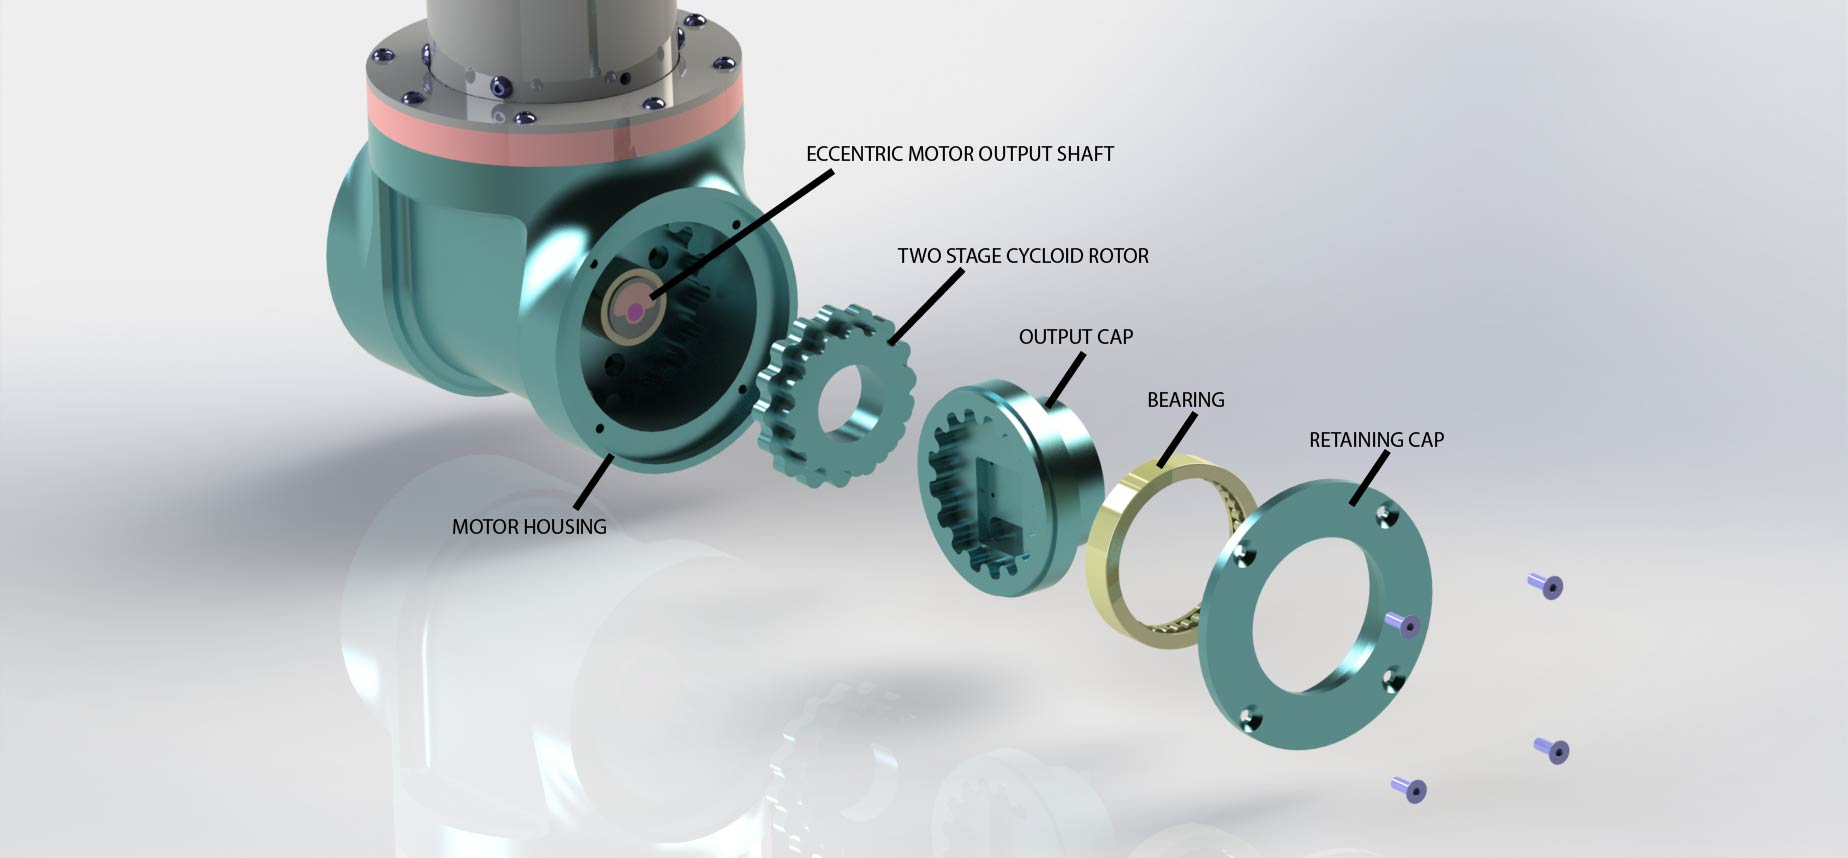 ECCENTRIC MOTOR OUTPUT SHAFT
TWO STAGE CYCLOID ROTOR
OUTPUT CAP
BEARING
RETAINING CAP
MOTOR HOUSING